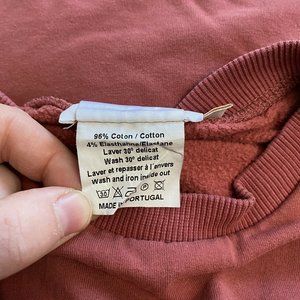 96% Coton / Cotton
4% Elasthanne/Elastane
Laver 30° delicat
Wash 30° delicat
Laver et repasser à l'envers
Wash and iron inside out
30
MADE IN PORTUGAL